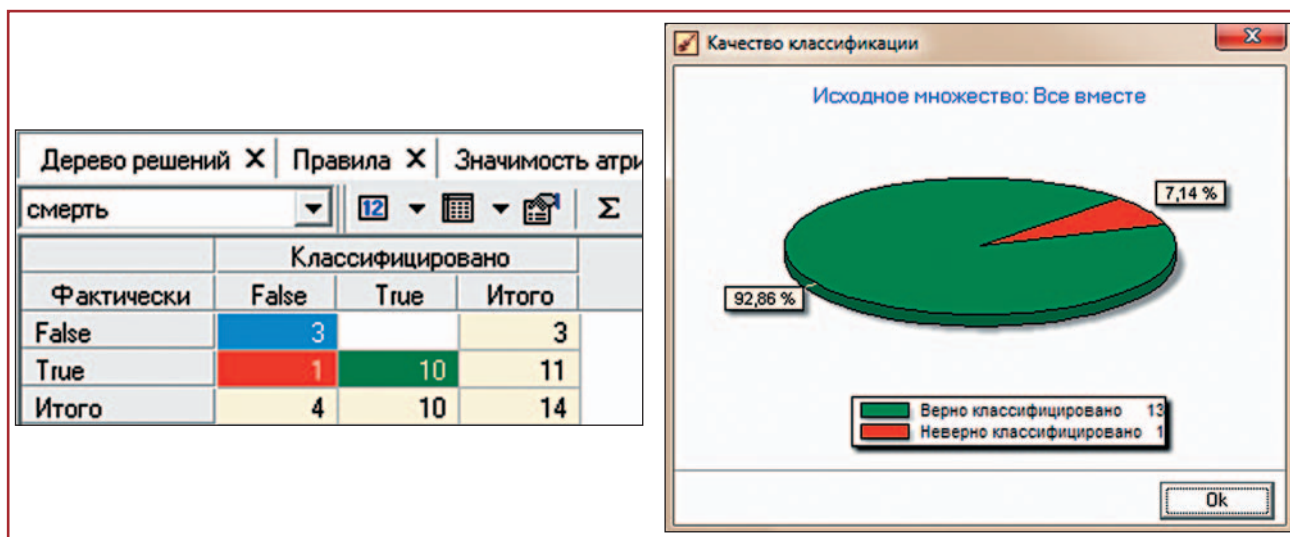 Дерево решений X Правила X Значимость атри
смерть 12 Σ
Классифицировано
Фактически False True Итого
False 3 3
True 1 10 11
Итого 4 10 14
Качество классификации
Исходное множество: Все вместе
7,14 %
92,86 %
Верно классифицировано 13
Неверно классифицировано 1
Ok